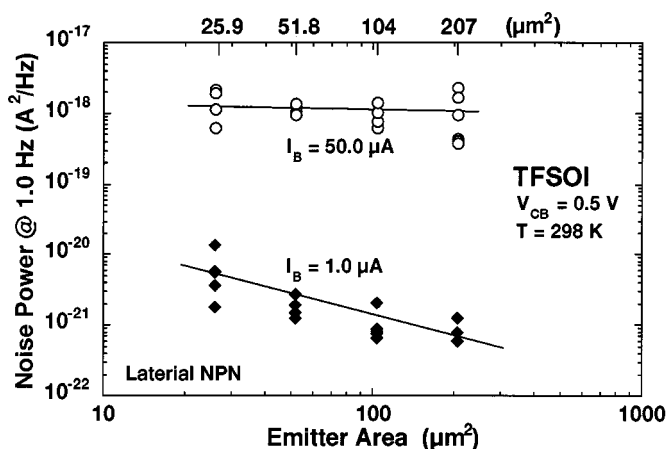 25.9 51.8 104 207 (µm²)
10⁻¹⁷
10⁻¹⁸
10⁻¹⁹
10⁻²⁰
10⁻²¹
10⁻²²
Noise Power @ 1.0 Hz (A²/Hz)
I_B = 50.0 µA
TFSOI
V_CB = 0.5 V
T = 298 K
I_B = 1.0 µA
Laterial NPN
10 100 1000
Emitter Area (µm²)